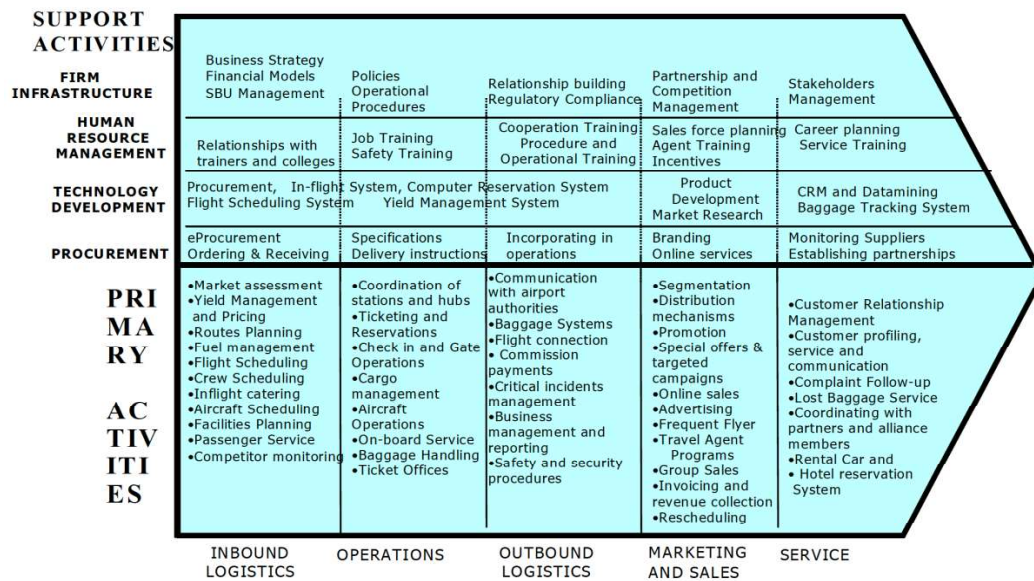 SUPPORT
ACTIVITIES
FIRM
INFRASTRUCTURE
Business Strategy
Financial Models
SBU Management
Policies
Operational
Procedures
Relationship building
Regulatory Compliance
Partnership and
Competition
Management
Stakeholders
Management
HUMAN
RESOURCE
MANAGEMENT
Relationships with
trainers and colleges
Job Training
Safety Training
Cooperation Training
Procedure and
Operational Training
Sales force planning
Agent Training
Incentives
Career planning
Service Training
TECHNOLOGY
DEVELOPMENT
Procurement, In-flight System, Computer Reservation System
Flight Scheduling System Yield Management System
Product
Development
Market Research
CRM and Datamining
Baggage Tracking System
PROCUREMENT
eProcurement
Ordering & Receiving
Specifications
Delivery instructions
Incorporating in
operations
Branding
Online services
Monitoring Suppliers
Establishing partnerships
PRI
MA
RY
AC
TIV
ITI
ES
•Market assessment
•Yield Management
and Pricing
•Routes Planning
•Fuel management
•Flight Scheduling
•Crew Scheduling
•Inflight catering
•Aircraft Scheduling
•Facilities Planning
•Passenger Service
•Competitor monitoring
•Coordination of
stations and hubs
•Ticketing and
Reservations
•Check in and Gate
Operations
•Cargo
management
•Aircraft
Operations
•On-board Service
•Baggage Handling
•Ticket Offices
•Communication
with airport
authorities
•Baggage Systems
•Flight connection
• Commission
payments
•Critical incidents
management
•Business
management and
reporting
•Safety and security
procedures
•Segmentation
•Distribution
mechanisms
•Promotion
•Special offers &
targeted
campaigns
•Online sales
•Advertising
•Frequent Flyer
•Travel Agent
Programs
•Group Sales
•Invoicing and
revenue collection
•Rescheduling
•Customer Relationship
Management
•Customer profiling,
service and
communication
•Complaint Follow-up
•Lost Baggage Service
•Coordinating with
partners and alliance
members
•Rental Car and
• Hotel reservation
System
INBOUND
LOGISTICS
OPERATIONS
OUTBOUND
LOGISTICS
MARKETING
AND SALES
SERVICE